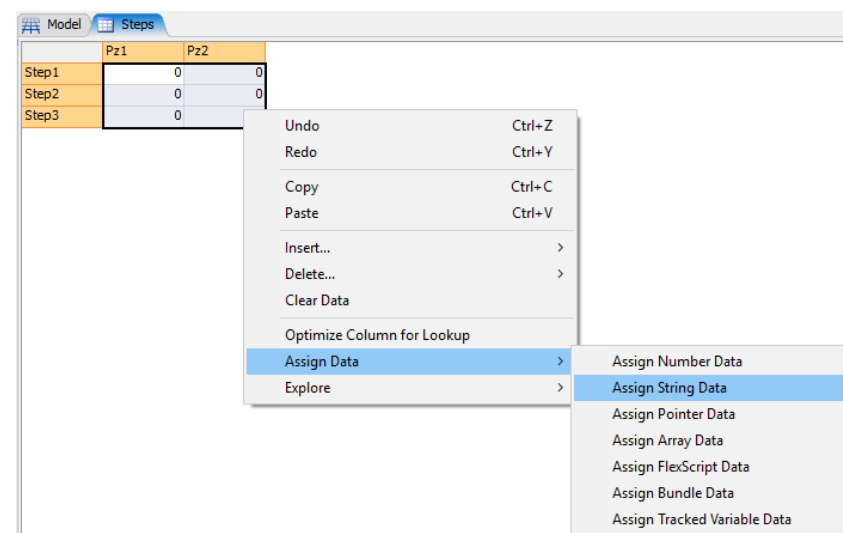 Model Steps
Pz1 Pz2
Step1 0 0
Step2 0 0
Step3 0
Undo Ctrl+Z
Redo Ctrl+Y
Copy Ctrl+C
Paste Ctrl+V
Insert...
Delete...
Clear Data
Optimize Column for Lookup
Assign Data
Explore
Assign Number Data
Assign String Data
Assign Pointer Data
Assign Array Data
Assign FlexScript Data
Assign Bundle Data
Assign Tracked Variable Data